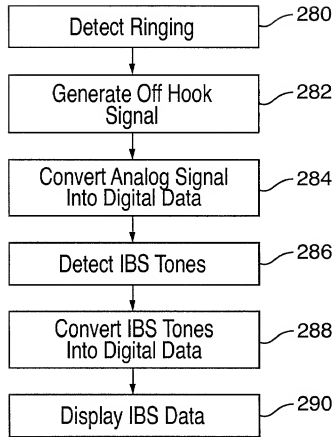 Detect Ringing
280
Generate Off Hook
Signal
282
Convert Analog Signal
Into Digital Data
284
Detect IBS Tones
286
Convert IBS Tones
Into Digital Data
288
Display IBS Data
290